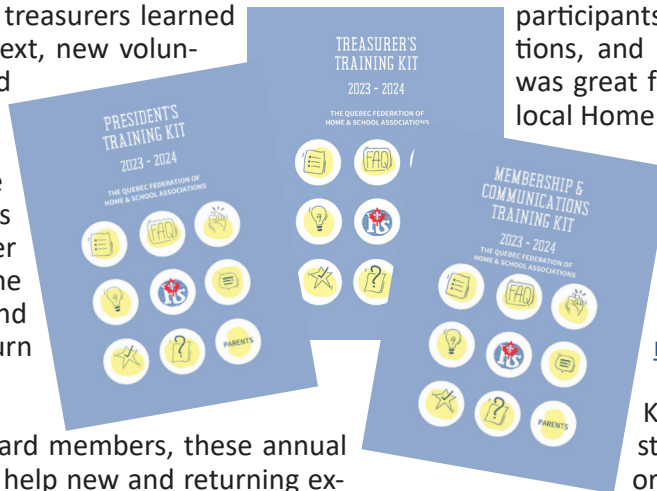 treasurers learned
ext, new volun-
d
e
s
er
ne
nd
urn
ard members, these annual
help new and returning ex-
PRESIDENT'S
TRAINING KIT
2023 - 2024
THE QUEBEC FEDERATION OF
HOME & SCHOOL ASSOCIATIONS
FAQ
PARENTS
TREASURER'S
TRAINING KIT
2023 - 2024
THE QUEBEC FEDERATION OF
HOME & SCHOOL ASSOCIATIONS
FAQ
MEMBERSHIP &
COMMUNICATIONS
TRAINING KIT
2023 - 2024
THE QUEBEC FEDERATION OF
HOME & SCHOOL ASSOCIATIONS
FAQ
PARENTS
participants
tions, and
was great f
local Home
K
st
or